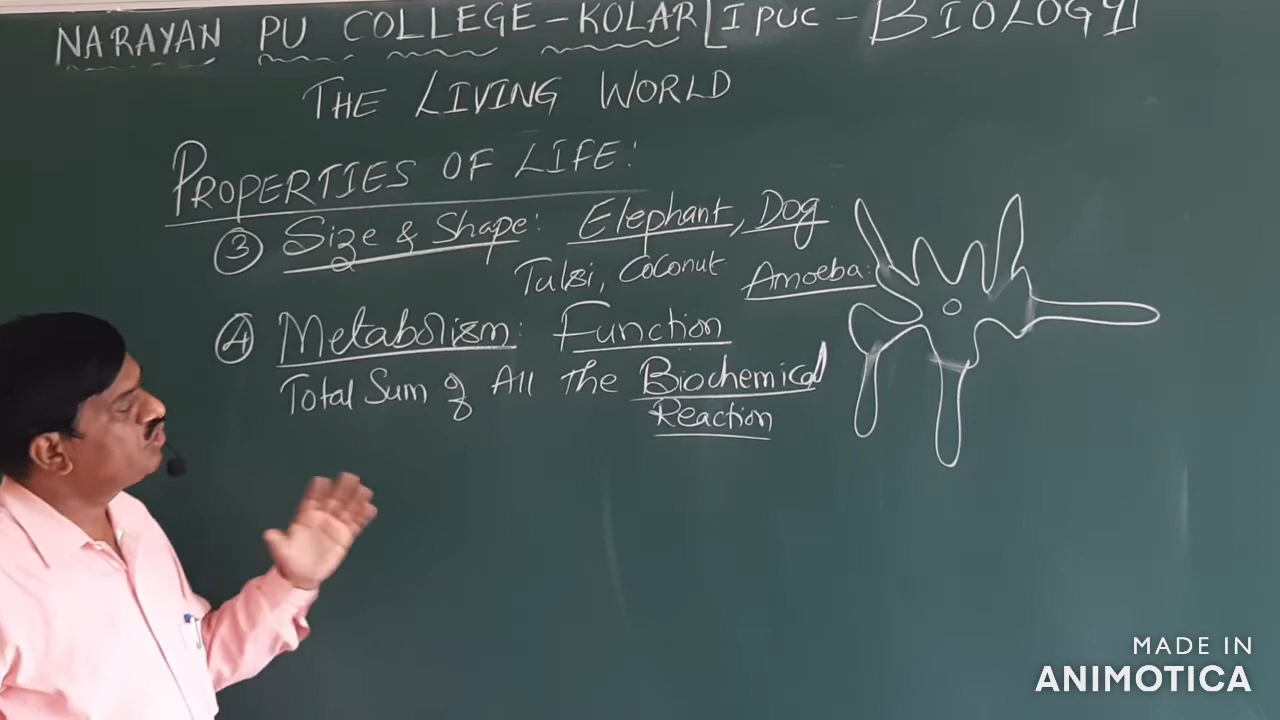 NARAYAN PU COLLEGE - KOLAR [I PUC - BIOLOGY]
THE LIVING WORLD
PROPERTIES OF LIFE:
③ Size & Shape: Elephant, Dog
Tulsi, Coconut Amoeba:
④ Metabolism: Function
Total Sum of All The Biochemical
Reaction
MADE IN
ANIMOTICA